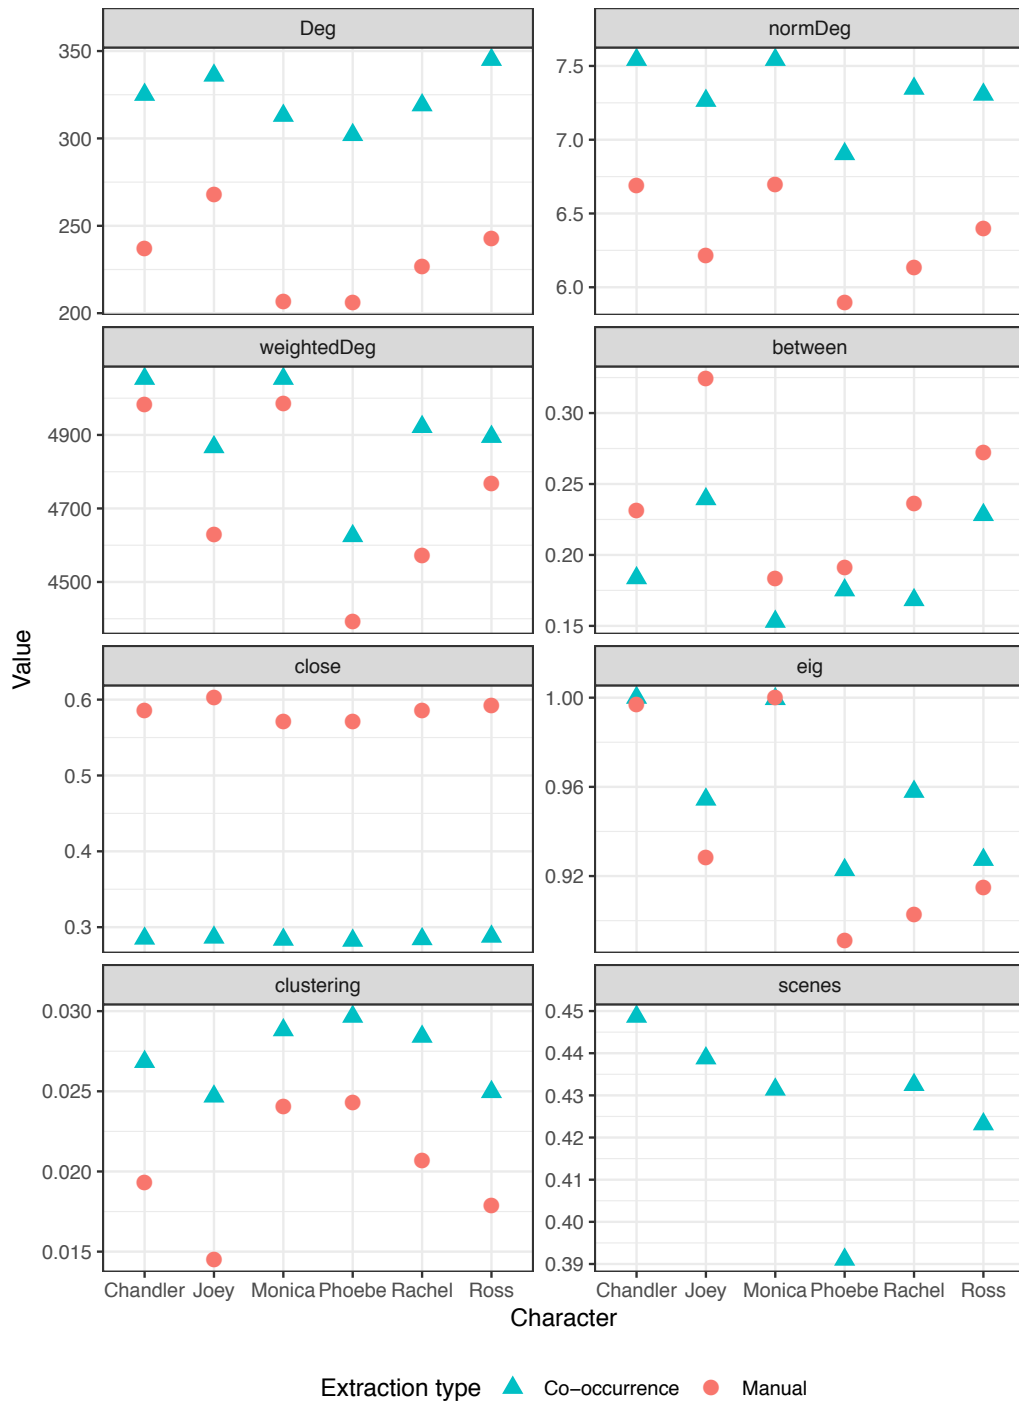 Deg
normDeg
350
300
250
200
7.5
7.0
6.5
6.0
weightedDeg
between
4900
4700
4500
0.30
0.25
0.20
0.15
Value
close
eig
0.6
0.5
0.4
0.3
1.00
0.96
0.92
clustering
scenes
0.030
0.025
0.020
0.015
0.45
0.44
0.43
0.42
0.41
0.40
0.39
Chandler Joey Monica Phoebe Rachel Ross
Chandler Joey Monica Phoebe Rachel Ross
Character
Extraction type Co-occurrence Manual